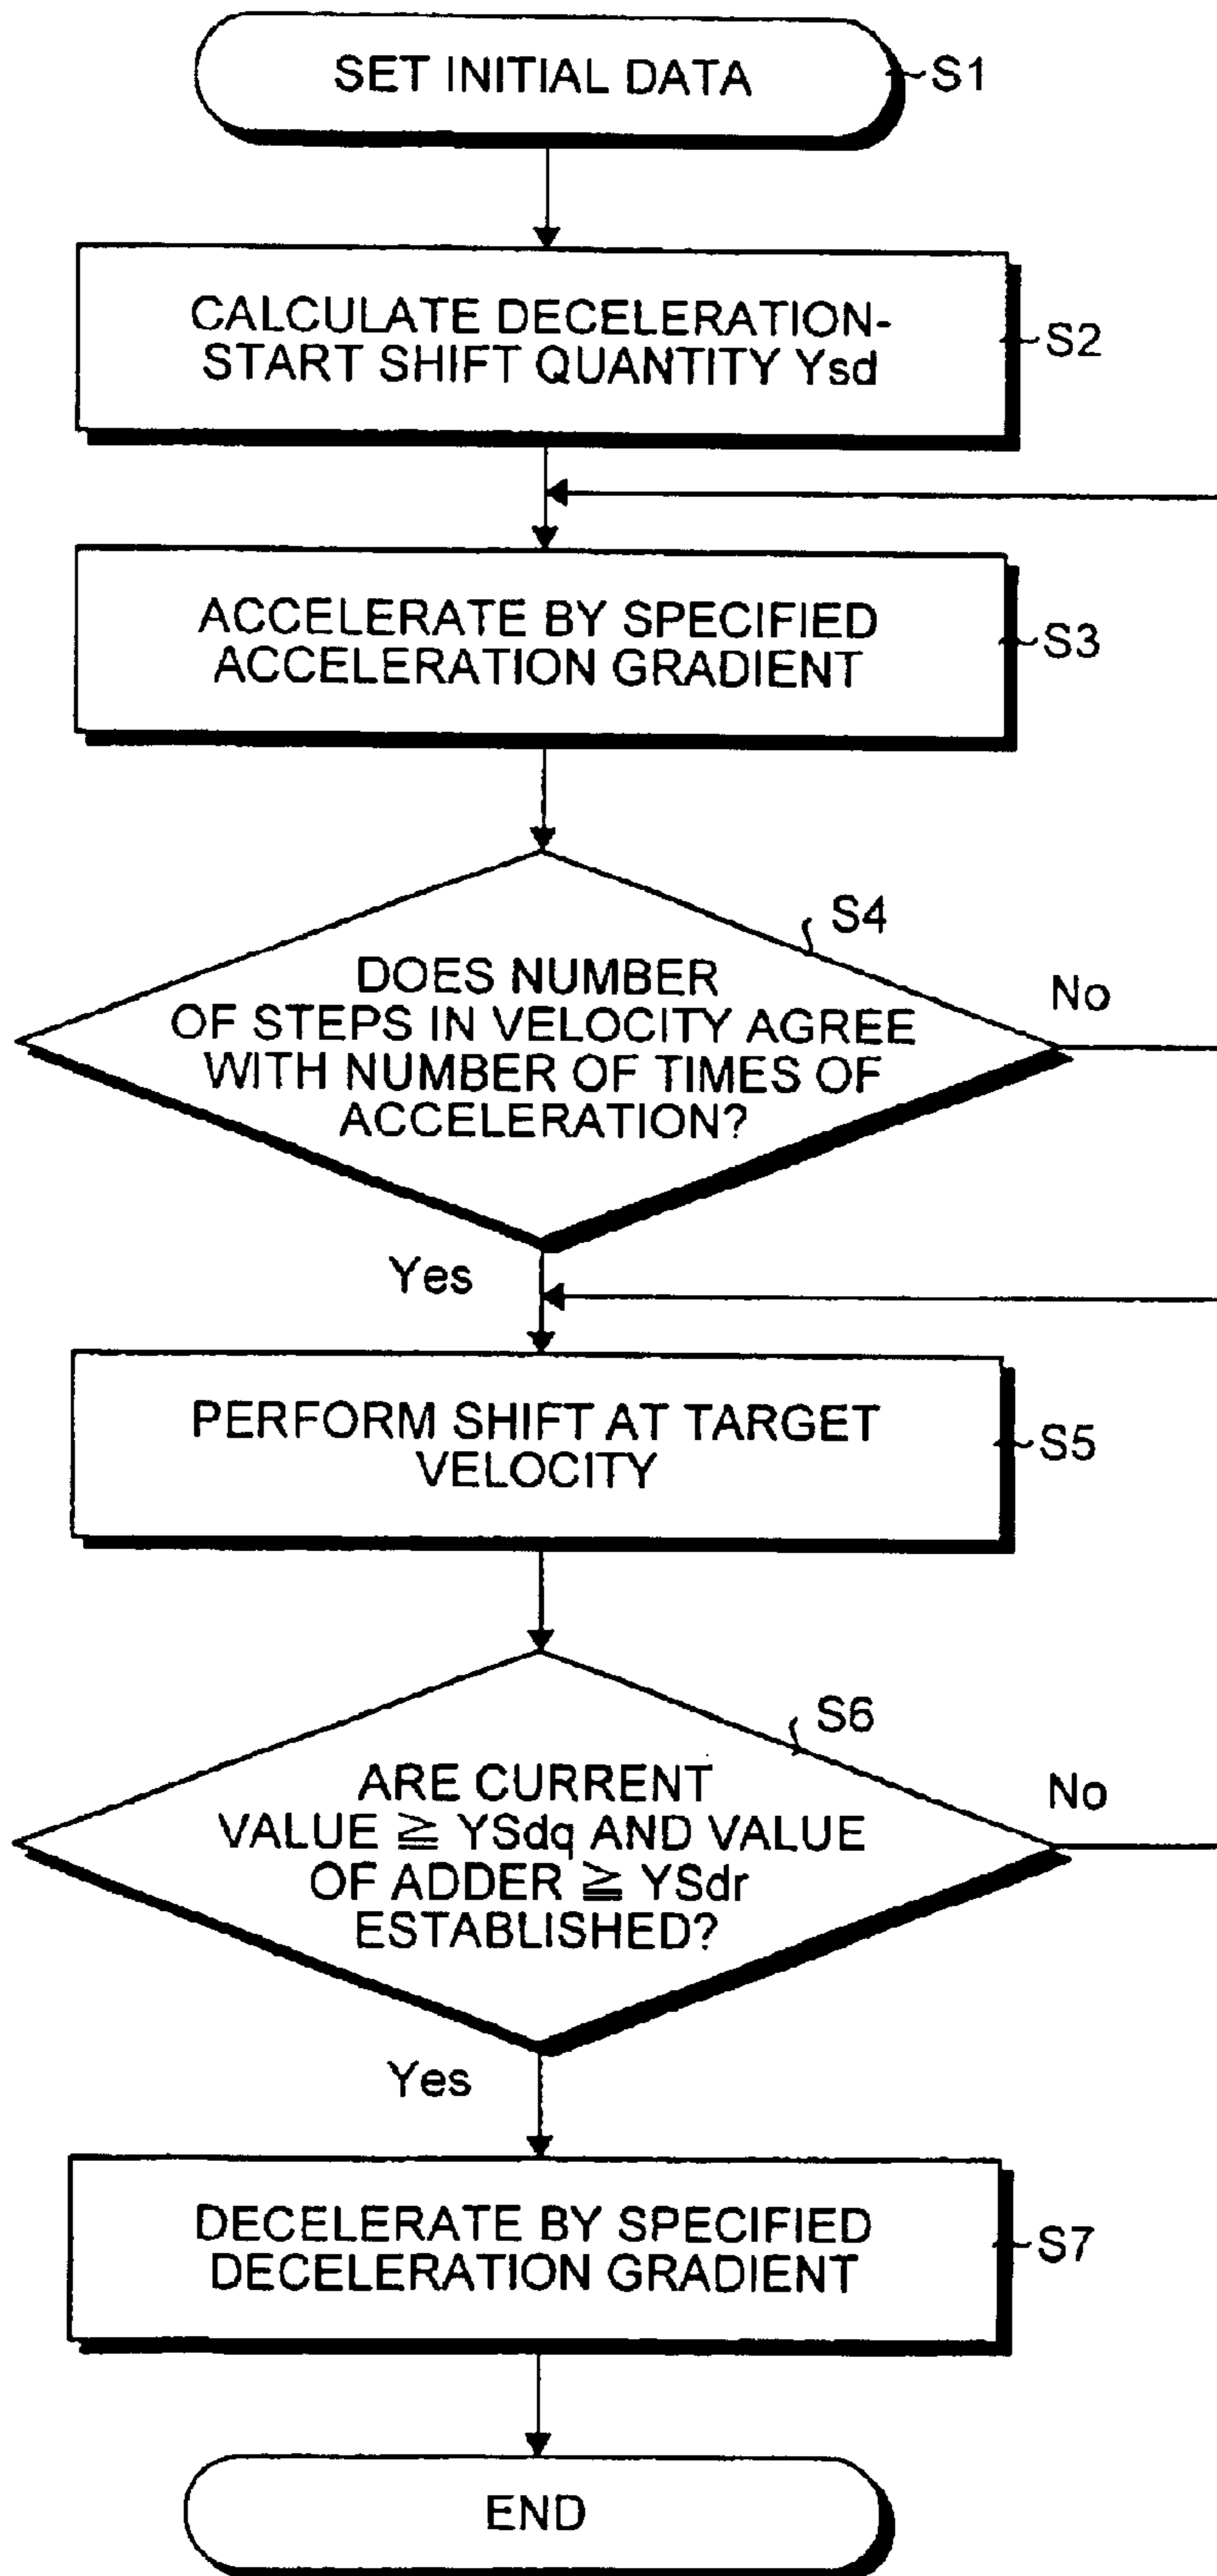 SET INITIAL DATA
S1
CALCULATE DECELERATION-
START SHIFT QUANTITY Ysd
S2
ACCELERATE BY SPECIFIED
ACCELERATION GRADIENT
S3
S4
DOES NUMBER
OF STEPS IN VELOCITY AGREE
WITH NUMBER OF TIMES OF
ACCELERATION?
No
Yes
PERFORM SHIFT AT TARGET
VELOCITY
S5
S6
ARE CURRENT
VALUE ≧ YSdq AND VALUE
OF ADDER ≧ YSdr
ESTABLISHED?
No
Yes
DECELERATE BY SPECIFIED
DECELERATION GRADIENT
S7
END